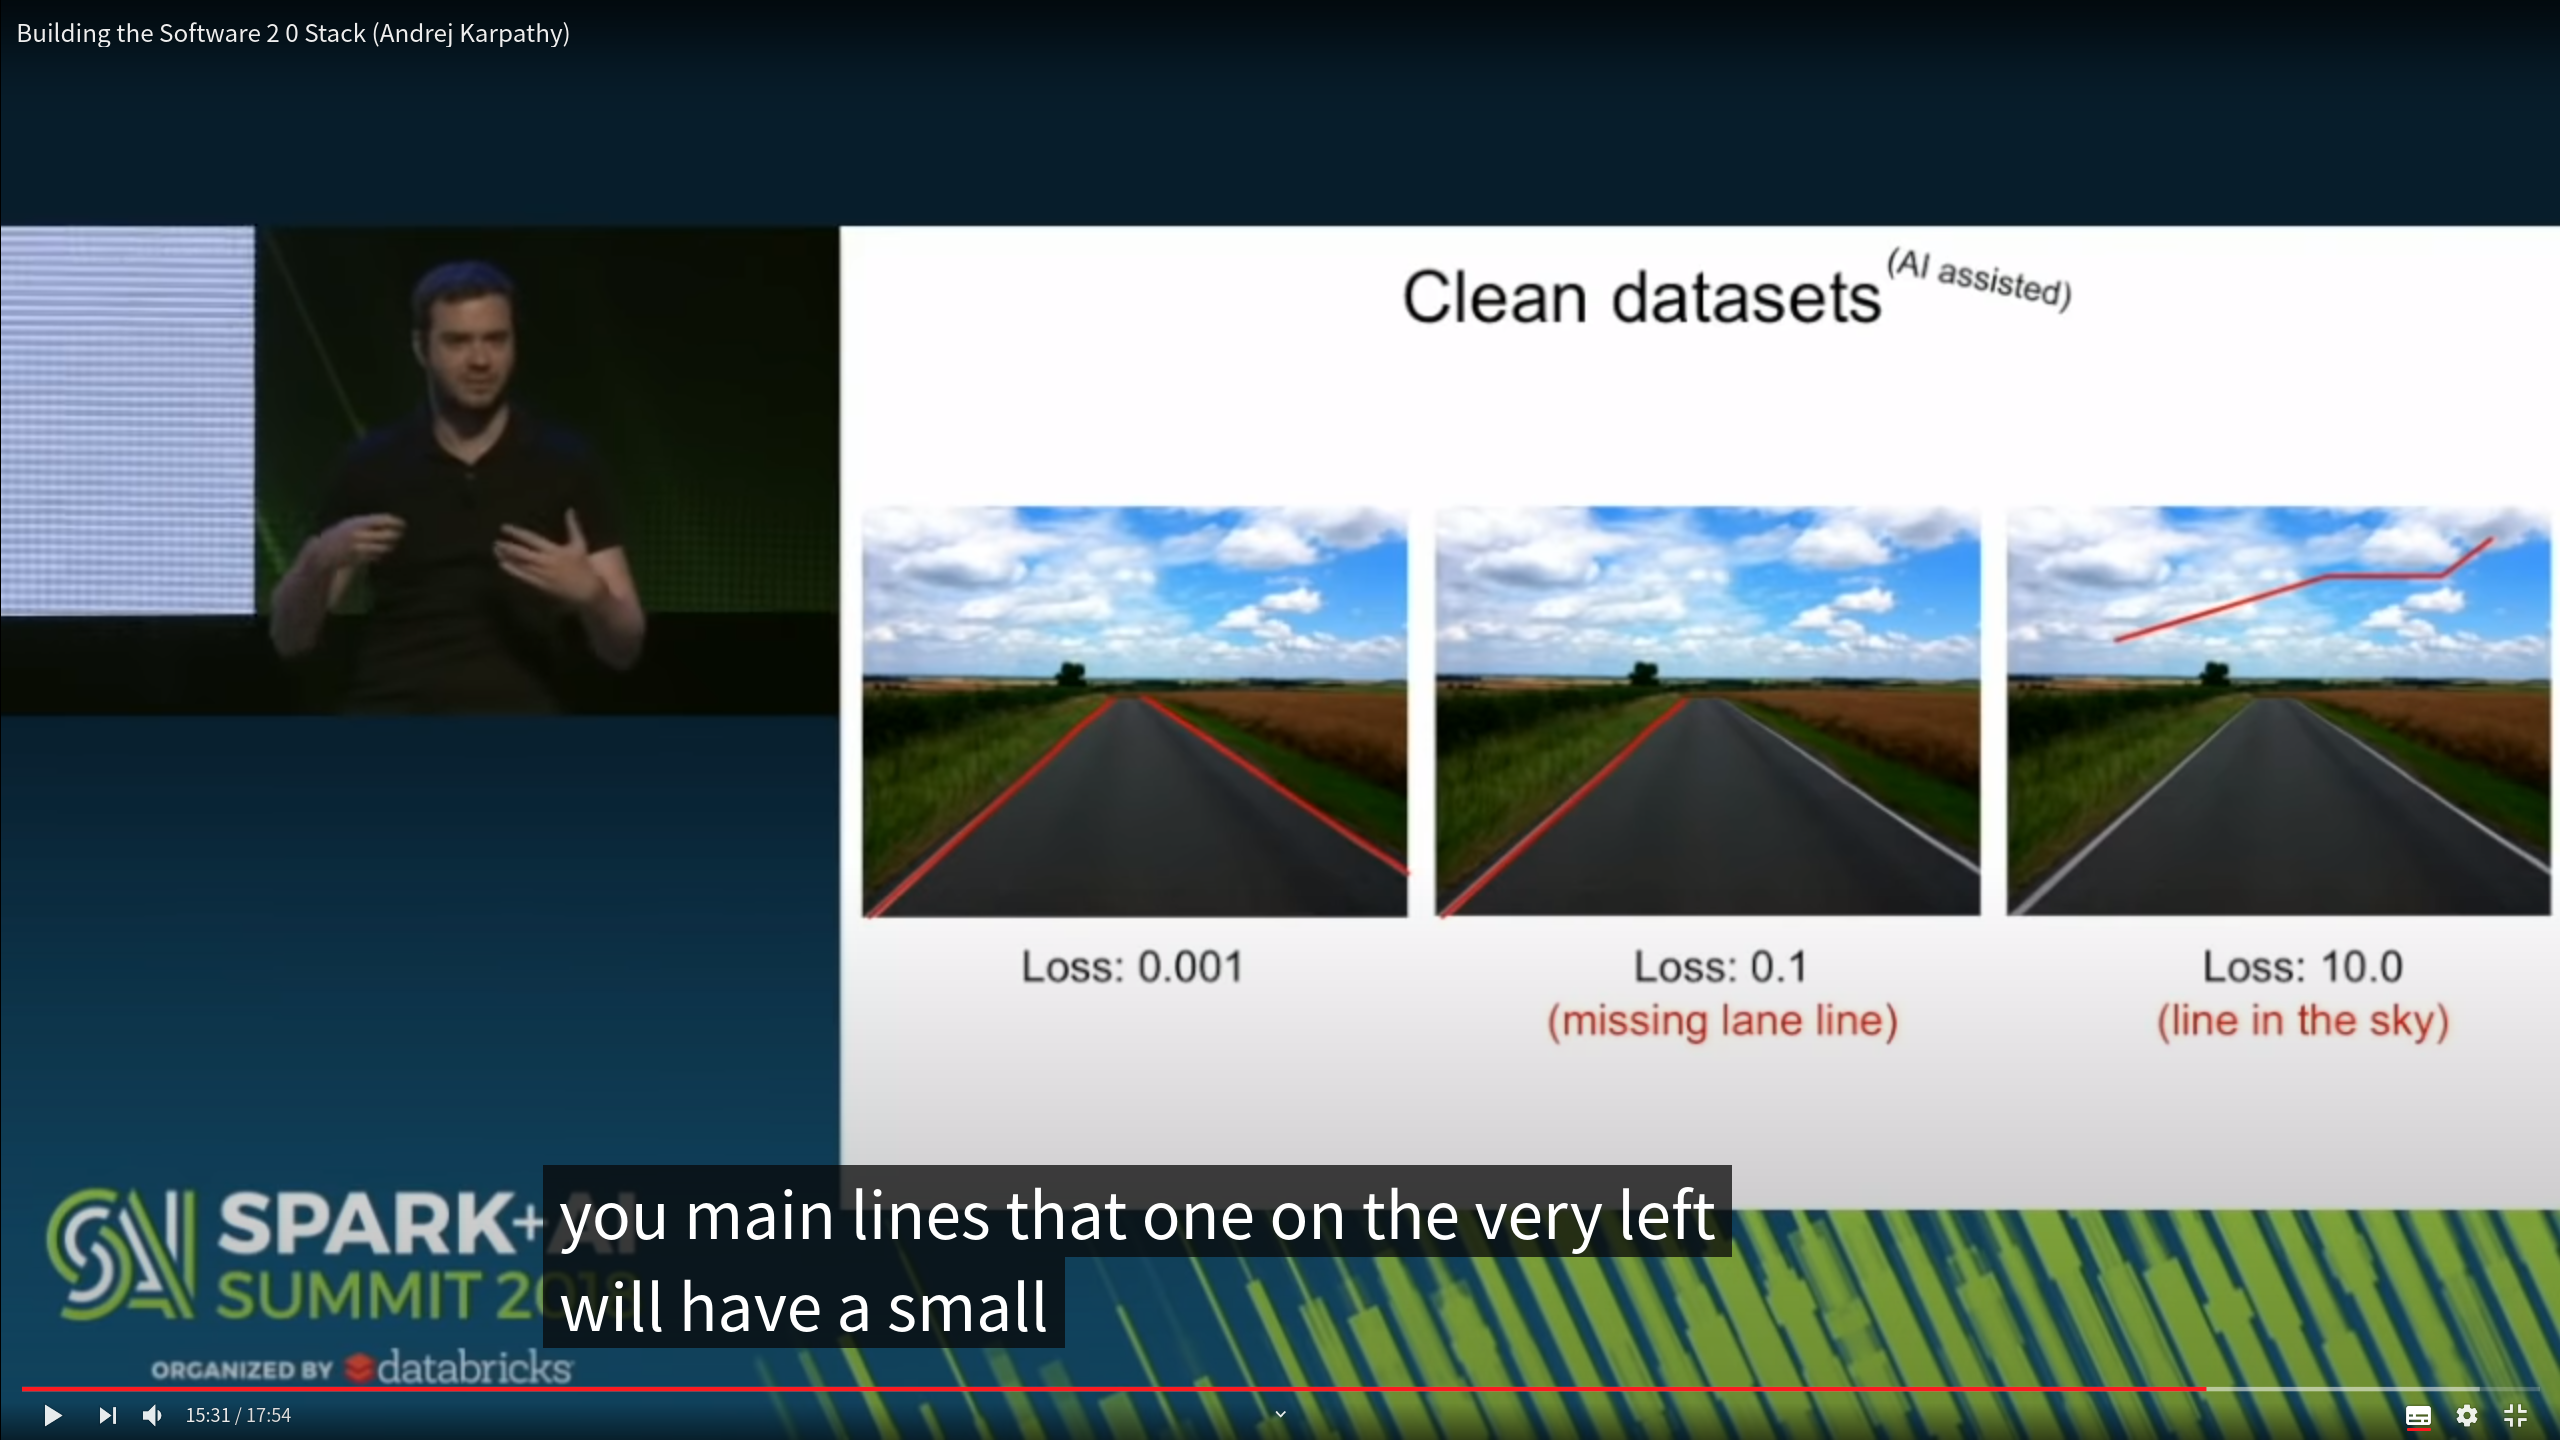 Building the Software 2 0 Stack (Andrej Karpathy)
Clean datasets (AI assisted)
Loss: 0.001
Loss: 0.1
(missing lane line)
Loss: 10.0
(line in the sky)
SPARK+AI
SUMMIT 2018
ORGANIZED BY databricks
you main lines that one on the very left
will have a small
15:31 / 17:54